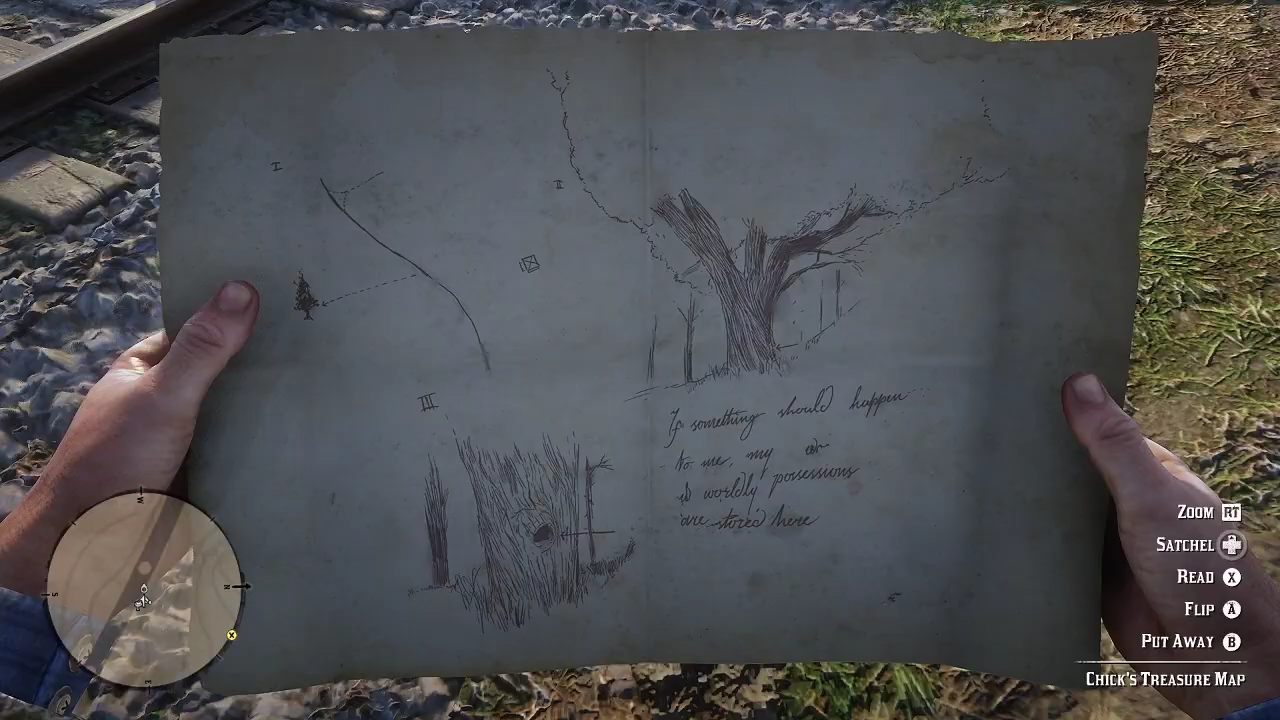 I
II
III
If something should happen
to me, my
worldly possessions
are stored here
W
N
S
E
X
ZOOM RT
SATCHEL
READ X
FLIP A
PUT AWAY B
CHICK'S TREASURE MAP